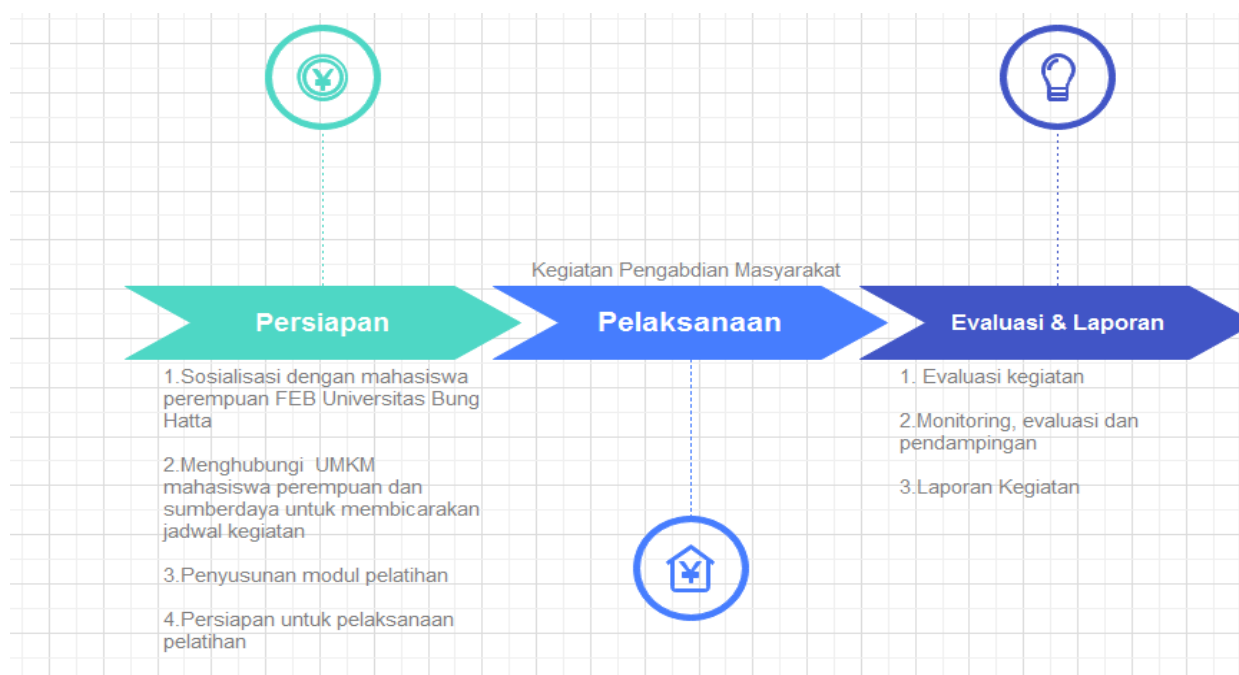 Kegiatan Pengabdian Masyarakat
Persiapan
Pelaksanaan
Evaluasi & Laporan
1.Sosialisasi dengan mahasiswa
perempuan FEB Universitas Bung
Hatta
2.Menghubungi UMKM
mahasiswa perempuan dan
sumberdaya untuk membicarakan
jadwal kegiatan
3.Penyusunan modul pelatihan
4.Persiapan untuk pelaksanaan
pelatihan
1. Evaluasi kegiatan
2.Monitoring, evaluasi dan
pendampingan
3.Laporan Kegiatan